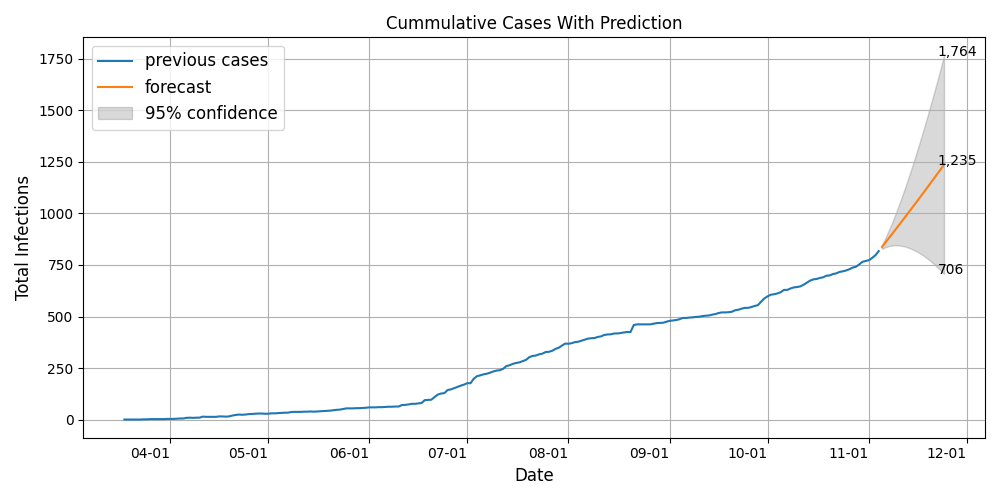 Cummulative Cases With Prediction
previous cases
forecast
95% confidence
1,764
1,235
706
1750
1500
1250
1000
750
500
250
0
Total Infections
04-01 05-01 06-01 07-01 08-01 09-01 10-01 11-01 12-01
Date